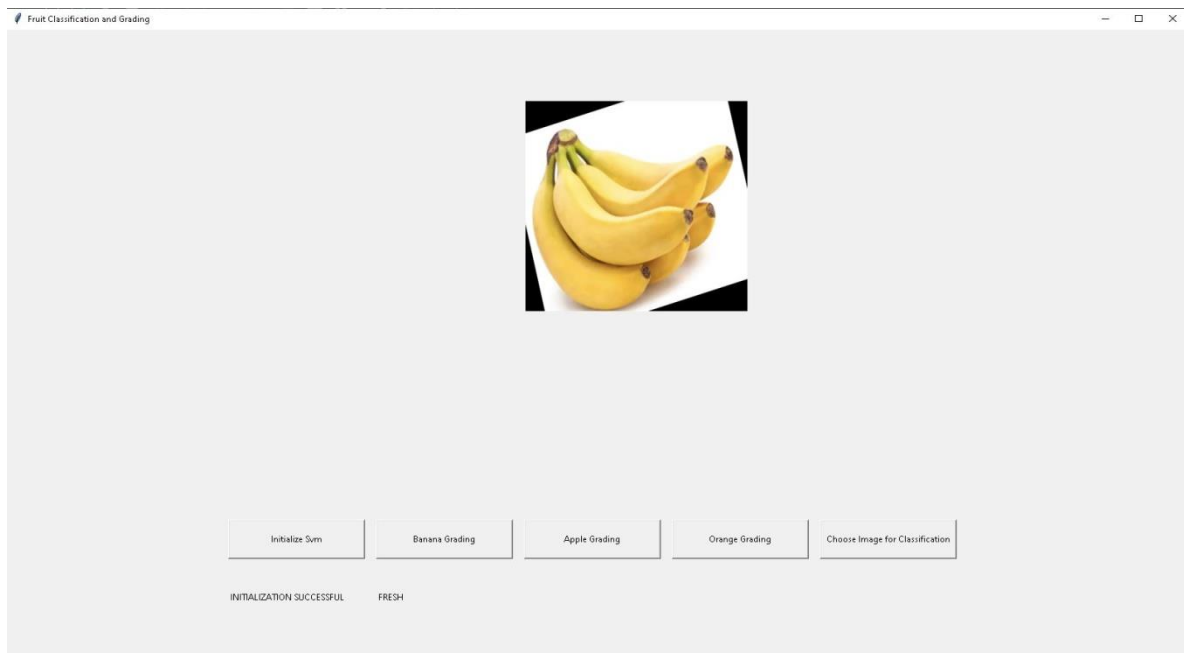 Fruit Classification and Grading
Initialize Svm
Banana Grading
Apple Grading
Orange Grading
Choose Image for Classification
INITIALIZATION SUCCESSFUL
FRESH